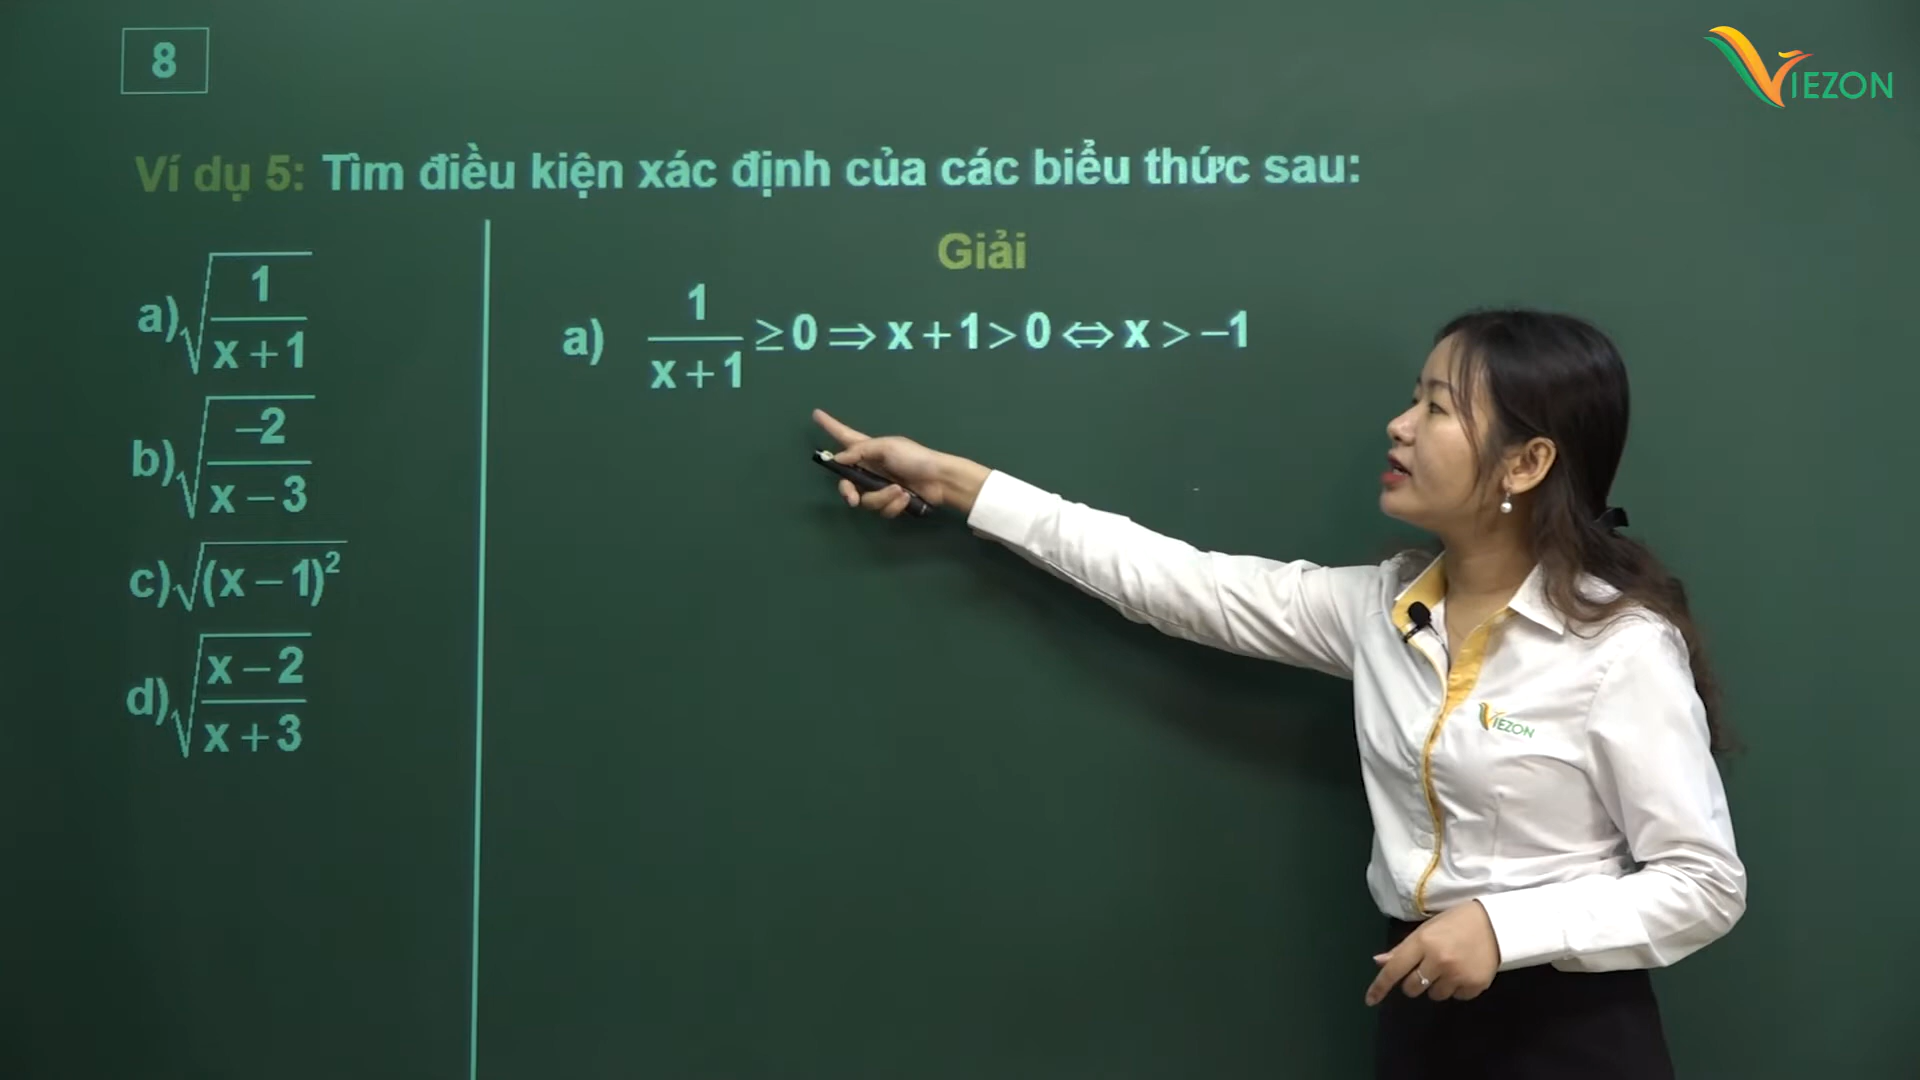 8
VIEZON
Ví dụ 5: Tìm điều kiện xác định của các biểu thức sau:
a) √(1/(x+1))
b) √(–2/(x–3))
c) √((x–1)²)
d) √((x–2)/(x+3))
Giải
a) 1/(x+1) ≥0⇒x+1>0⇔x>–1
VIEZON